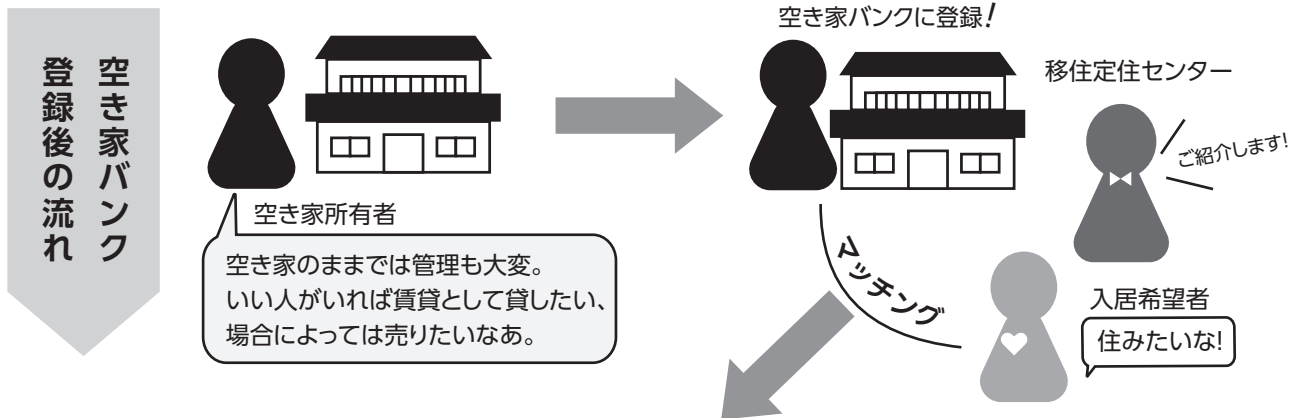 空き家バンク
登録後の流れ
空き家所有者
空き家のままでは管理も大変。
いい人がいれば賃貸として貸したい、
場合によっては売りたいなあ。
空き家バンクに登録!
移住定住センター
ご紹介します!
マッチング
入居希望者
住みたいな!